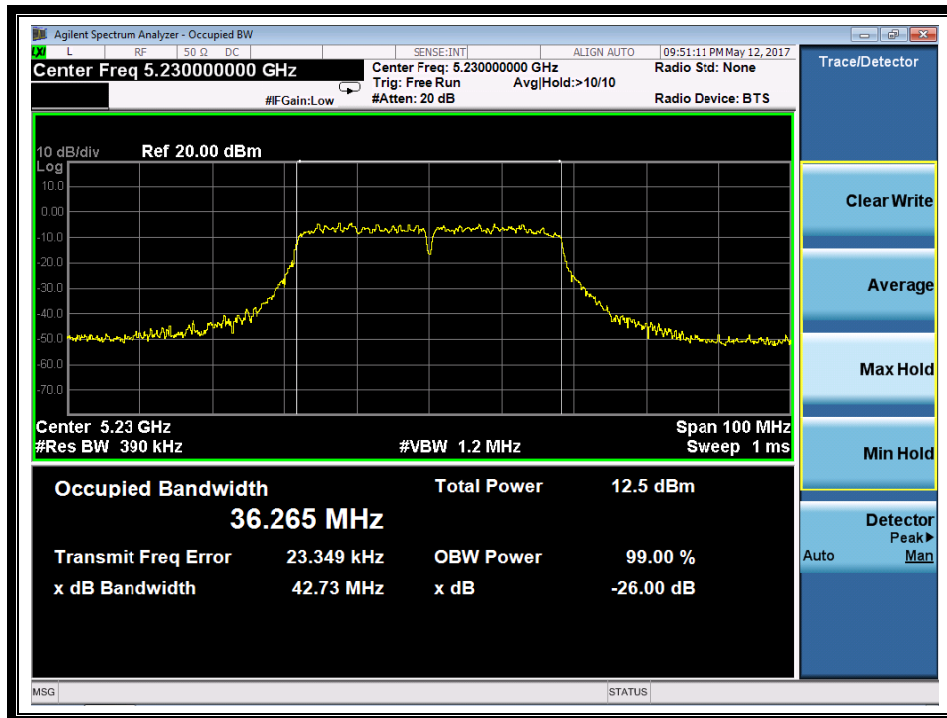 Agilent Spectrum Analyzer - Occupied BW
LXI L RF 50 Ω DC SENSE:INT ALIGN AUTO 09:51:11 PM May 12, 2017
Center Freq 5.230000000 GHz
Center Freq: 5.230000000 GHz
Radio Std: None
Trig: Free Run Avg|Hold:>10/10
#IFGain:Low #Atten: 20 dB Radio Device: BTS
10 dB/div Ref 20.00 dBm
Log
10.0
0.00
-10.0
-20.0
-30.0
-40.0
-50.0
-60.0
-70.0
Center 5.23 GHz Span 100 MHz
#Res BW 390 kHz #VBW 1.2 MHz Sweep 1 ms
Occupied Bandwidth Total Power 12.5 dBm
36.265 MHz
Transmit Freq Error 23.349 kHz OBW Power 99.00 %
x dB Bandwidth 42.73 MHz x dB -26.00 dB
MSG STATUS
Trace/Detector
Clear Write
Average
Max Hold
Min Hold
Detector
Peak▶
Auto Man